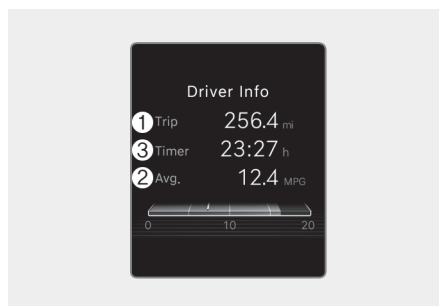 Driver Info
1 Trip 256.4 mi
3 Timer 23:27 h
2 Avg. 12.4 MPG
0 10 20